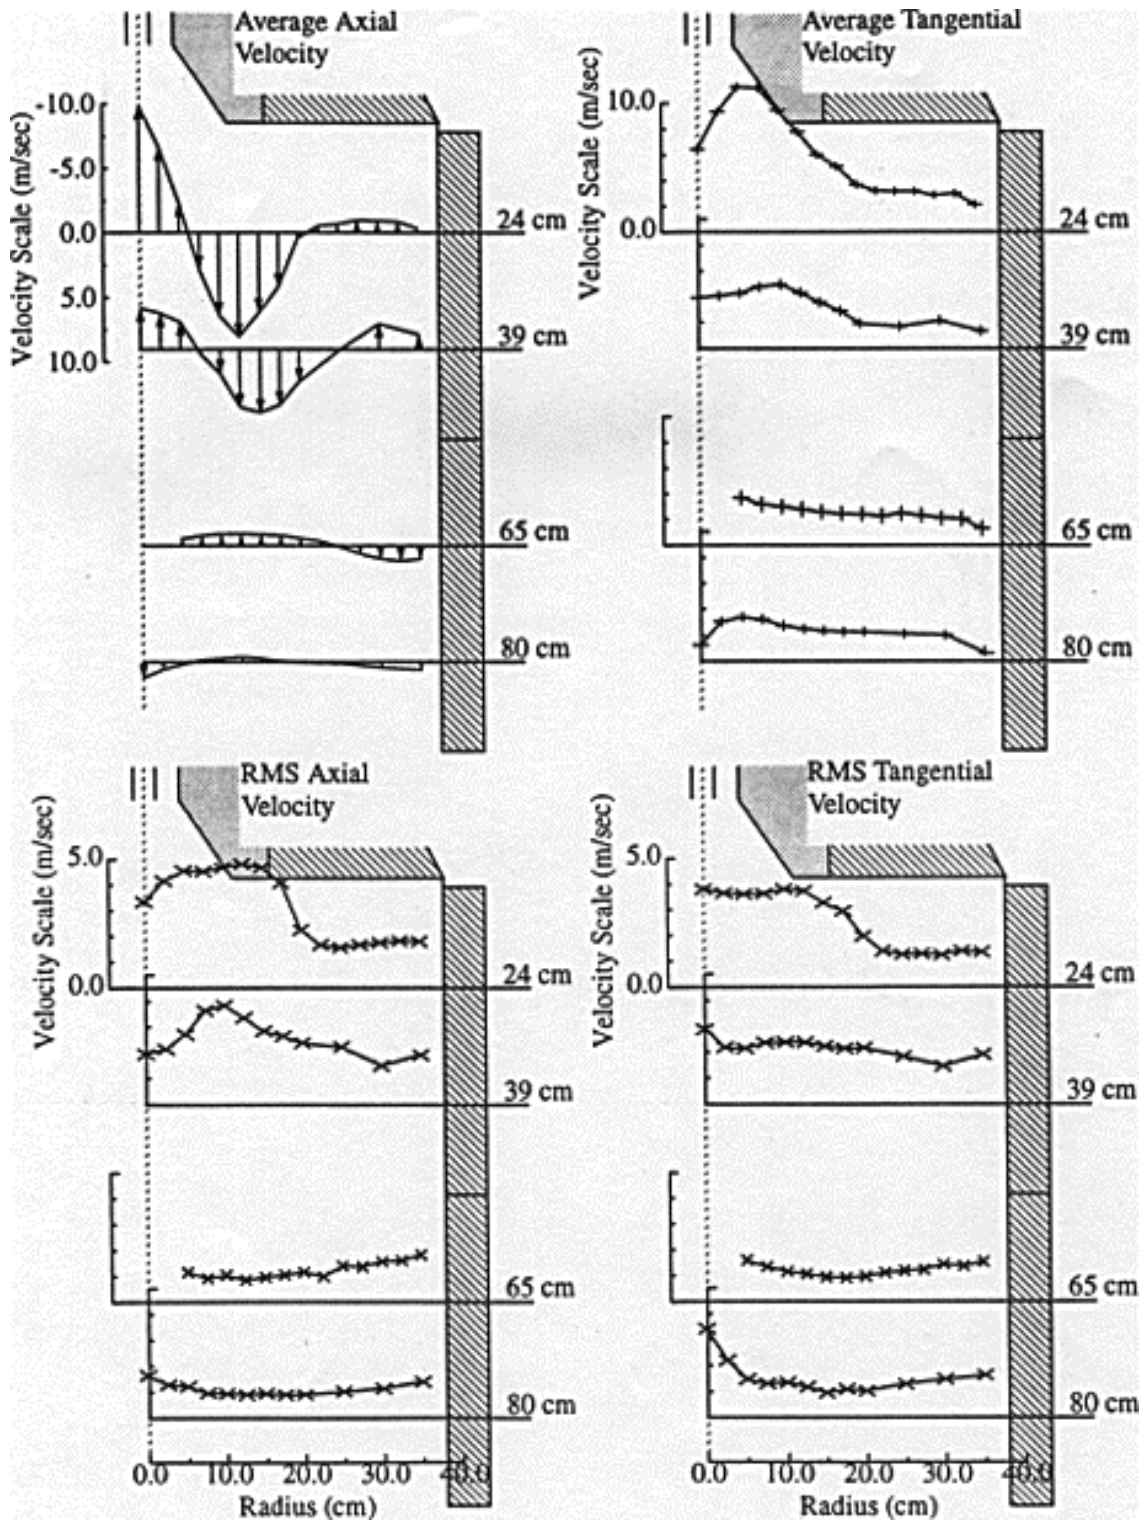 Average Axial
Velocity
Velocity Scale (m/sec)
-10.0
-5.0
0.0
5.0
10.0
24 cm
39 cm
65 cm
80 cm
Average Tangential
Velocity
Velocity Scale (m/sec)
10.0
0.0
24 cm
39 cm
65 cm
80 cm
RMS Axial
Velocity
Velocity Scale (m/sec)
5.0
0.0
24 cm
39 cm
65 cm
80 cm
0.0 10.0 20.0 30.0 40.0
Radius (cm)
RMS Tangential
Velocity
Velocity Scale (m/sec)
5.0
0.0
24 cm
39 cm
65 cm
80 cm
0.0 10.0 20.0 30.0 40.0
Radius (cm)